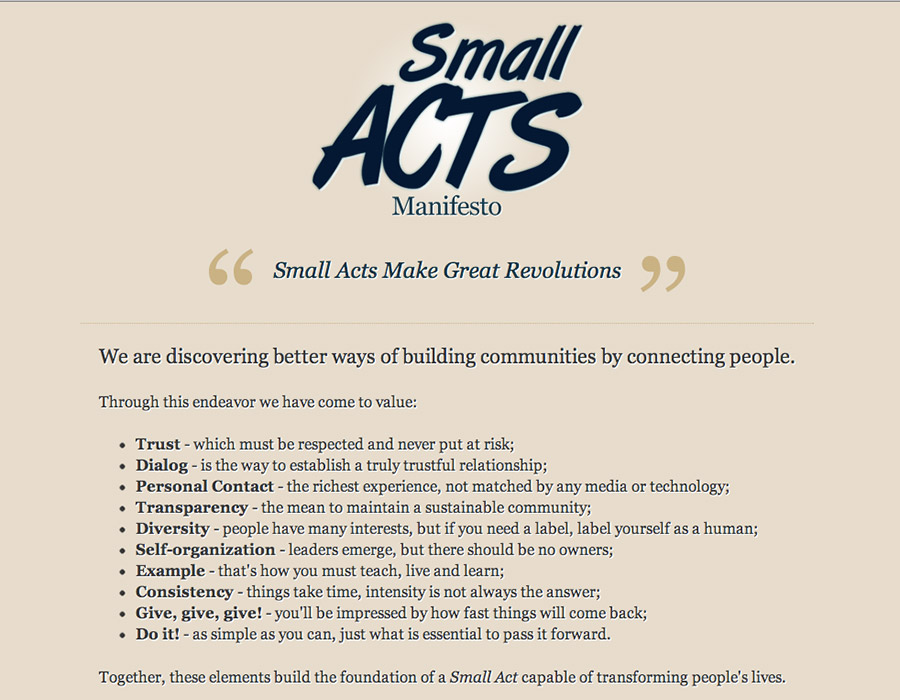 Small
ACTS
Manifesto
“ Small Acts Make Great Revolutions ”
We are discovering better ways of building communities by connecting people.
Through this endeavor we have come to value:
• Trust - which must be respected and never put at risk;
• Dialog - is the way to establish a truly trustful relationship;
• Personal Contact - the richest experience, not matched by any media or technology;
• Transparency - the mean to maintain a sustainable community;
• Diversity - people have many interests, but if you need a label, label yourself as a human;
• Self-organization - leaders emerge, but there should be no owners;
• Example - that's how you must teach, live and learn;
• Consistency - things take time, intensity is not always the answer;
• Give, give, give! - you'll be impressed by how fast things will come back;
• Do it! - as simple as you can, just what is essential to pass it forward.
Together, these elements build the foundation of a Small Act capable of transforming people's lives.